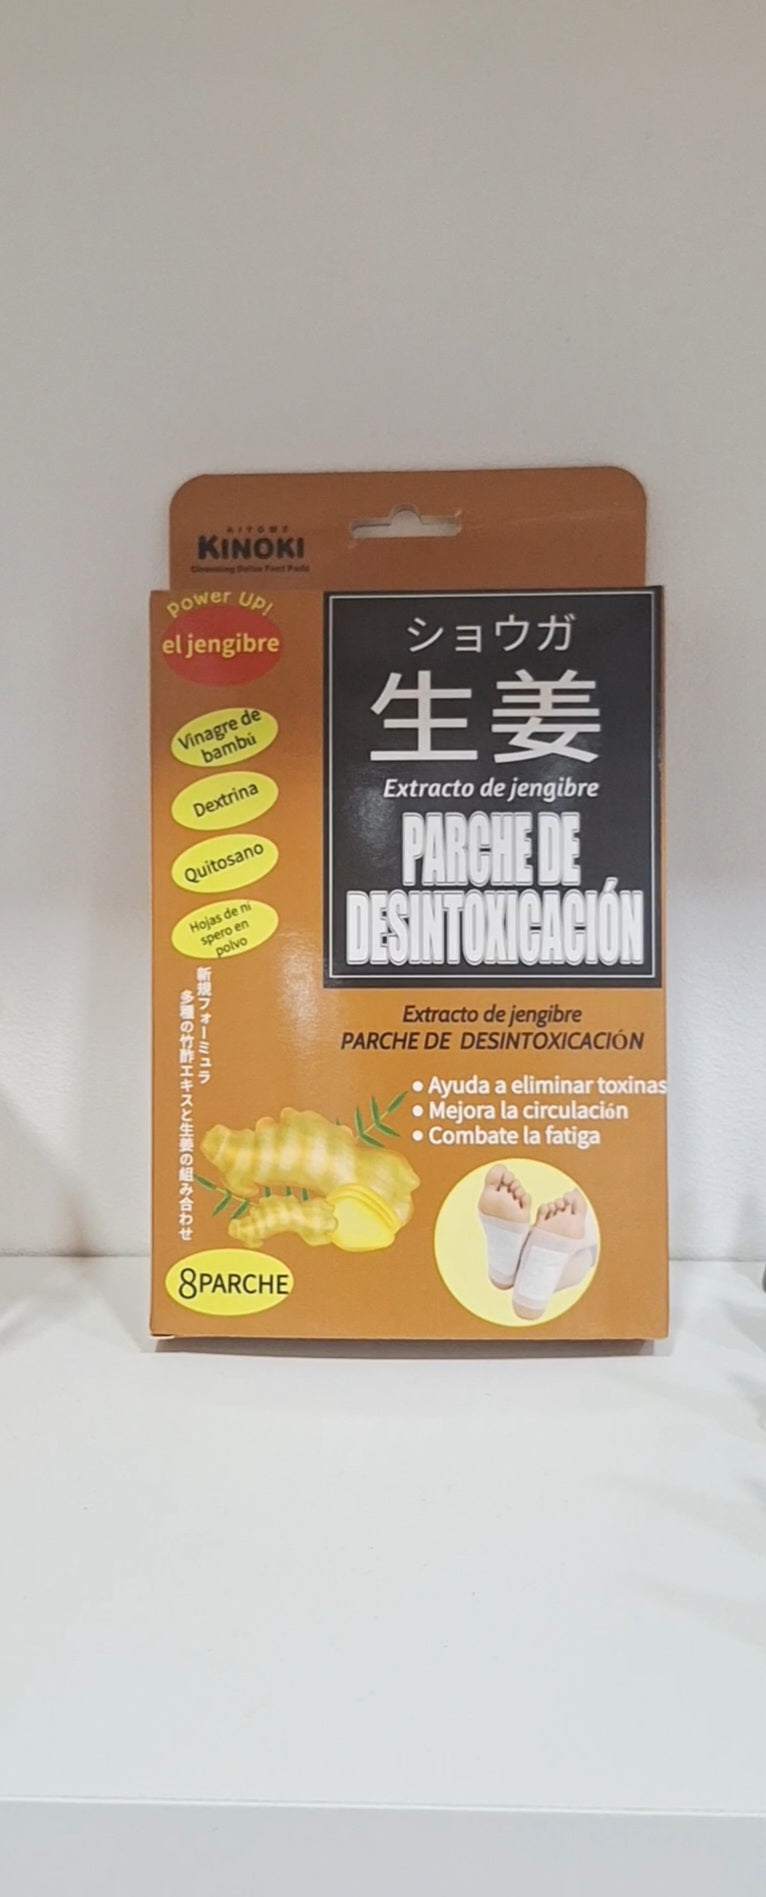 KIYOME
KINOKI
Cleansing Detox Foot Pads
Power Up!
el jengibre
Vinagre de
bambú
Dextrina
Quitosano
Hojas de ní
spero en
polvo
新規フォーミュラ
多種の竹酢エキスと生姜の組み合わせ
8PARCHE
ショウガ
生姜
Extracto de jengibre
PARCHE DE
DESINTOXICACIÓN
Extracto de jengibre
PARCHE DE DESINTOXICACIÓN
• Ayuda a eliminar toxinas
• Mejora la circulación
• Combate la fatiga